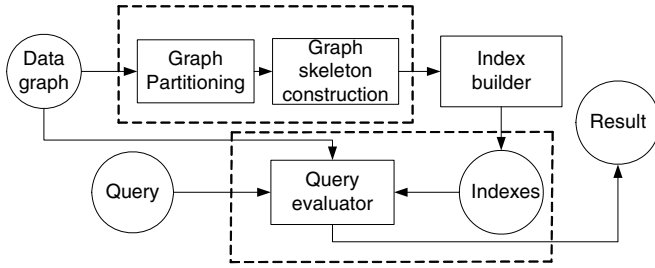 Data
graph
Graph
Partitioning
Graph
skeleton
construction
Index
builder
Result
Query
Query
evaluator
Indexes